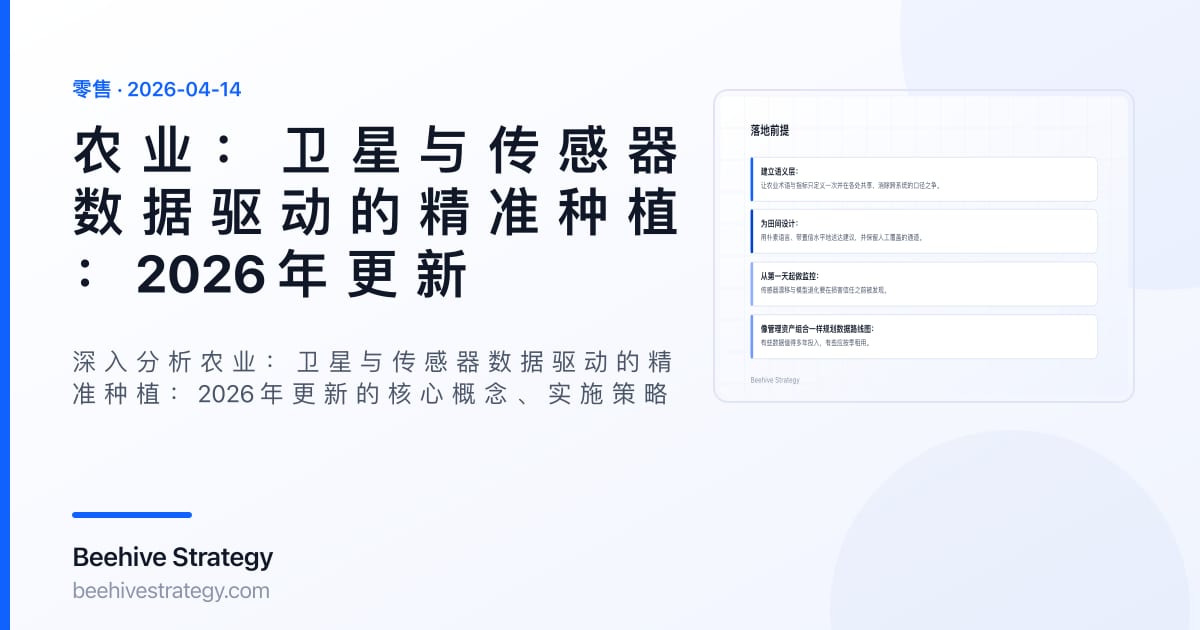 零售 · 2026-04-14
农业：卫星与传感器
数据驱动的精准种植
：2026年更新
深入分析农业：卫星与传感器数据驱动的精
准种植：2026年更新的核心概念、实施策略
Beehive Strategy
beehivestrategy.com
落地前提
建立语义层：
让农业术语与指标只定义一次并在各处共享，消除跨系统的口径之争。
为田间设计：
用朴素语言、带置信水平地送达建议，并保留人工覆盖的通道。
从第一天起做监控：
传感器漂移与模型退化要在损害信任之前被发现。
像管理资产组合一样规划数据路线图：
有些数据值得多年投入，有些应按季租用。
Beehive Strategy